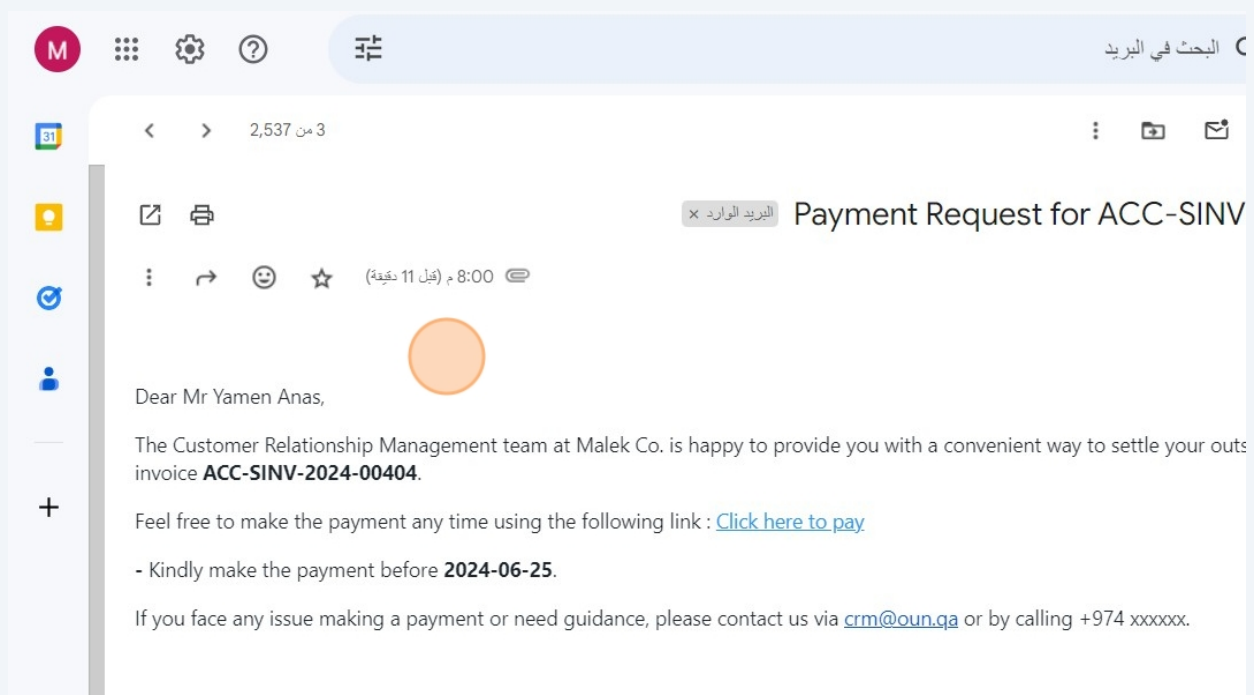 M
البحث في البريد
31
3 من 2,537
Payment Request for ACC-SINV
البريد الوارد ×
8:00 م (قبل 11 دقيقة)
Dear Mr Yamen Anas,
The Customer Relationship Management team at Malek Co. is happy to provide you with a convenient way to settle your outs
invoice ACC-SINV-2024-00404.
Feel free to make the payment any time using the following link : Click here to pay
- Kindly make the payment before 2024-06-25.
If you face any issue making a payment or need guidance, please contact us via crm@oun.qa or by calling +974 xxxxxx.